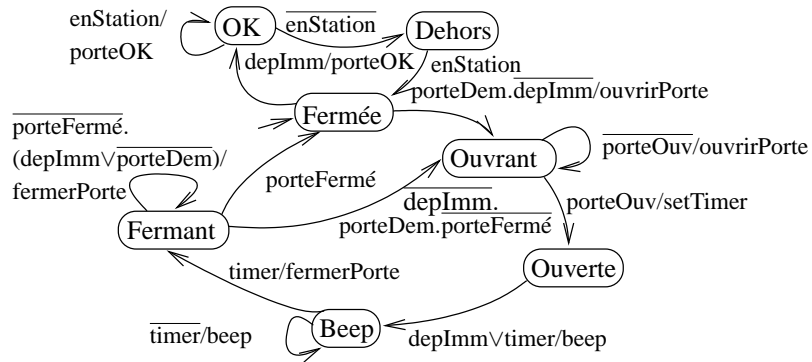 enStation/
porteOK
OK
enStation
Dehors
depImm/porteOK
enStation
porteDem.depImm/ouvrirPorte
Fermée
porteFermé.
(depImm∨porteDem)/
fermerPorte
Ouvrant
porteOuv/ouvrirPorte
porteFermé
depImm.
porteDem.porteFermé
porteOuv/setTimer
Fermant
timer/fermerPorte
Ouverte
timer/beep
Beep
depImm∨timer/beep